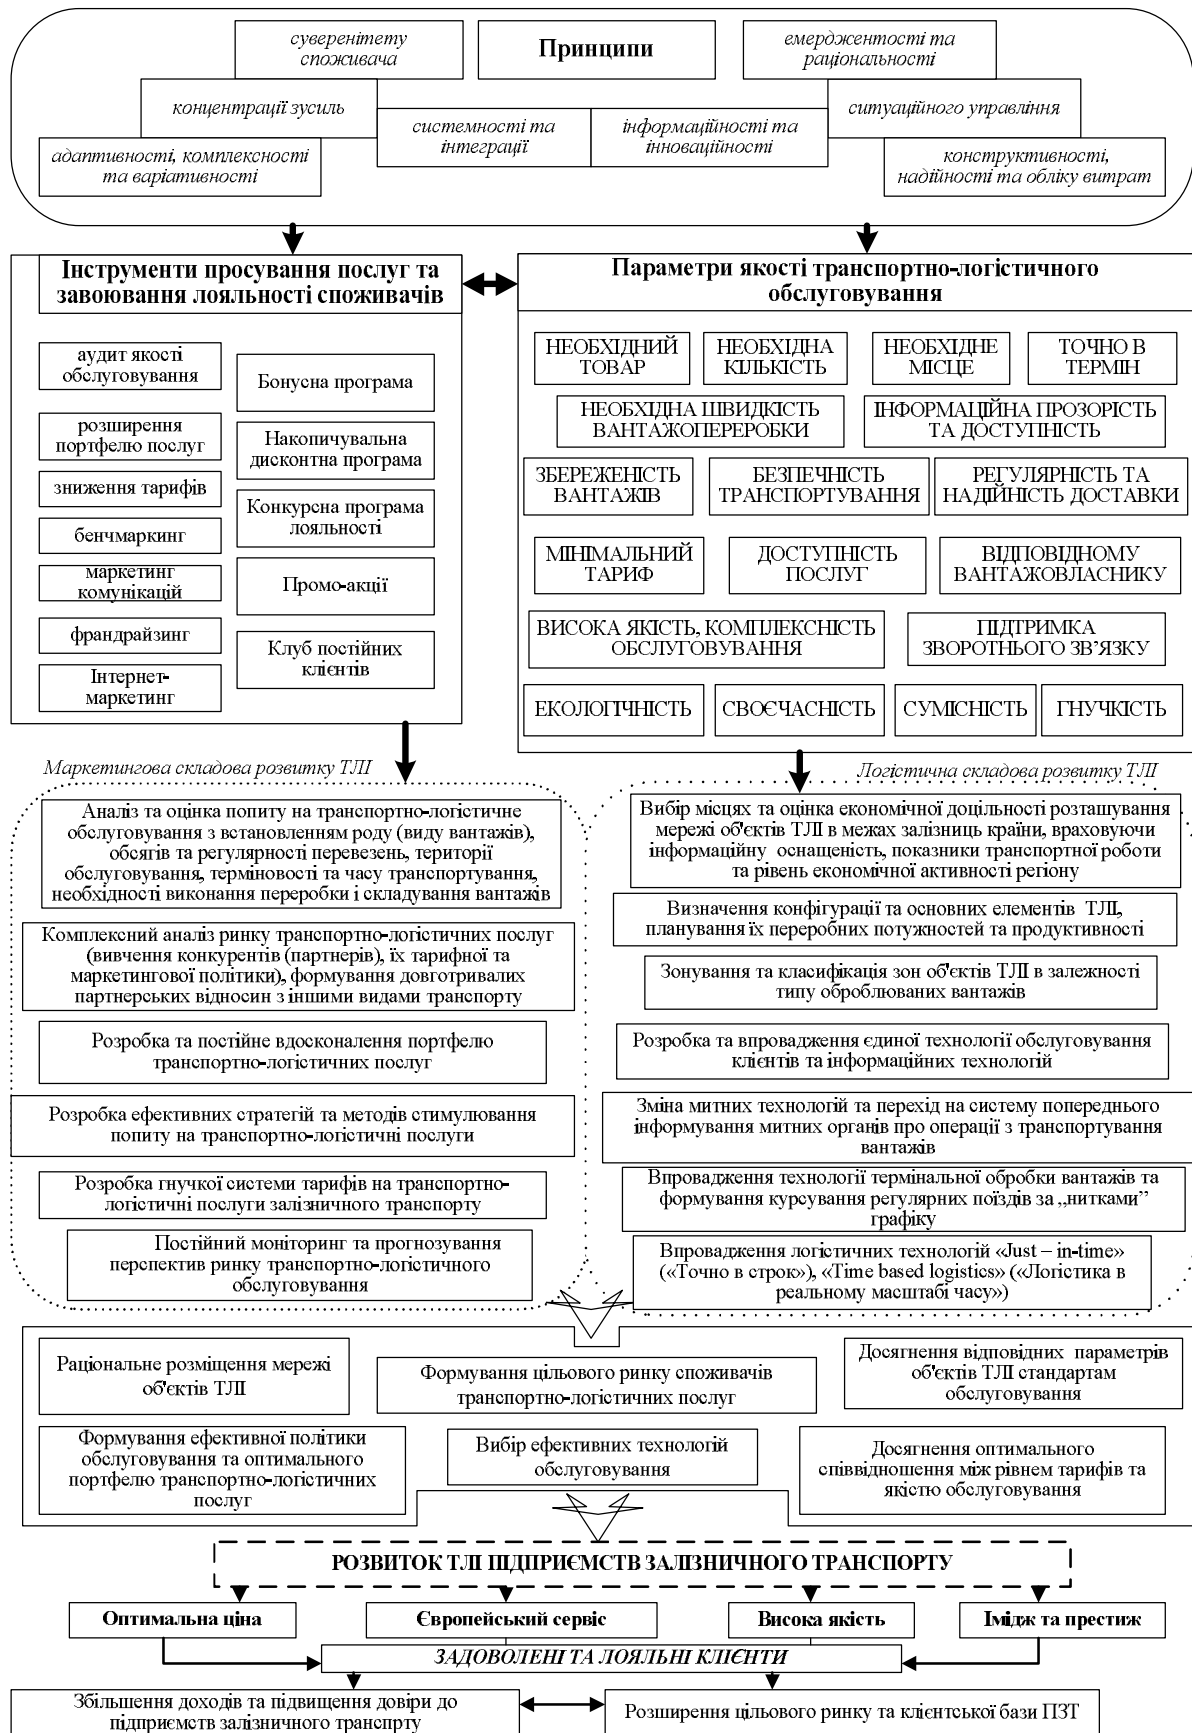 суверенітету
споживача
Принципи
емерджентості та
раціональності
концентрації зусиль
системності та
інтеграції
інформаційності та
інноваційності
ситуаційного управління
адаптивності, комплексності
та варіативності
конструктивності,
надійності та обліку витрат
Інструменти просування послуг та
завоювання лояльності споживачів
Параметри якості транспортно-логістичного
обслуговування
аудит якості
обслуговування
розширення
портфелю послуг
зниження тарифів
бенчмаркинг
маркетинг
комунікацій
франдрайзинг
Інтернет-
маркетинг
Бонусна програма
Накопичувальна
дисконтна програма
Конкурсна програма
лояльності
Промо-акції
Клуб постійних
клієнтів
НЕОБХІДНИЙ
ТОВАР
НЕОБХІДНА
КІЛЬКІСТЬ
НЕОБХІДНЕ
МІСЦЕ
ТОЧНО В
ТЕРМІН
НЕОБХІДНА ШВИДКІСТЬ
ВАНТАЖОПЕРЕРОБКИ
ІНФОРМАЦІЙНА ПРОЗОРІСТЬ
ТА ДОСТУПНІСТЬ
ЗБЕРЕЖЕНІСТЬ
ВАНТАЖІВ
БЕЗПЕЧНІСТЬ
ТРАНСПОРТУВАННЯ
РЕГУЛЯРНІСТЬ ТА
НАДІЙНІСТЬ ДОСТАВКИ
МІНІМАЛЬНИЙ
ТАРИФ
ДОСТУПНІСТЬ
ПОСЛУГ
ВІДПОВІДНОМУ
ВАНТАЖОВЛАСНИКУ
ВИСОКА ЯКІСТЬ, КОМПЛЕКСНІСТЬ
ОБСЛУГОВУВАННЯ
ПІДТРИМКА
ЗВОРОТНЬОГО ЗВ’ЯЗКУ
ЕКОЛОГІЧНІСТЬ
СВОЄЧАСНІСТЬ
СУМІСНІСТЬ
ГНУЧКІСТЬ
Маркетингова складова розвитку ТЛІ
Аналіз та оцінка попиту на транспортно-логістичне
обслуговування з встановленням роду (виду вантажів),
обсягів та регулярності перевезень, території
обслуговування, терміновості та часу транспортування,
необхідності виконання переробки і складування вантажів
Комплексний аналіз ринку транспортно-логістичних послуг
(вивчення конкурентів (партнерів), їх тарифної та
маркетингової політики), формування довготривалих
партнерських відносин з іншими видами транспорту
Розробка та постійне вдосконалення портфелю
транспортно-логістичних послуг
Розробка ефективних стратегій та методів стимулювання
попиту на транспортно-логістичні послуги
Розробка гнучкої системи тарифів на транспортно-
логістичні послуги залізничного транспорту
Постійний моніторинг та прогнозування
перспектив ринку транспортно-логістичного
обслуговування
Логістична складова розвитку ТЛІ
Вибір місцях та оцінка економічної доцільності розташування
мережі об'єктів ТЛІ в межах залізниць країни, враховуючи
інформаційну оснащеність, показники транспортної роботи
та рівень економічної активності регіону
Визначення конфігурації та основних елементів ТЛІ,
планування їх переробних потужностей та продуктивності
Зонування та класифікація зон об'єктів ТЛІ в залежності
типу оброблюваних вантажів
Розробка та впровадження єдиної технології обслуговування
клієнтів та інформаційних технологій
Зміна митних технологій та перехід на систему попереднього
інформування митних органів про операції з транспортування
вантажів
Впровадження технології термінальної обробки вантажів та
формування курсування регулярних поїздів за „нитками”
графіку
Впровадження логістичних технологій «Just – in-time»
(«Точно в строк»), «Time based logistics» («Логістика в
реальному масштабі часу»)
Раціональне розміщення мережі
об'єктів ТЛІ
Формування цільового ринку споживачів
транспортно-логістичних послуг
Досягнення відповідних параметрів
об'єктів ТЛІ стандартам
обслуговування
Формування ефективної політики
обслуговування та оптимального
портфелю транспортно-логістичних
послуг
Вибір ефективних технологій
обслуговування
Досягнення оптимального
співвідношення між рівнем тарифів та
якістю обслуговування
РОЗВИТОК ТЛІ ПІДПРИЄМСТВ ЗАЛІЗНИЧНОГО ТРАНСПОРТУ
Оптимальна ціна
Європейський сервіс
Висока якість
Імідж та престиж
ЗАДОВОЛЕНІ ТА ЛОЯЛЬНІ КЛІЄНТИ
Збільшення доходів та підвищення довіри до
підприємств залізничного транспрту
Розширення цільового ринку та клієнтської бази ПЗТ